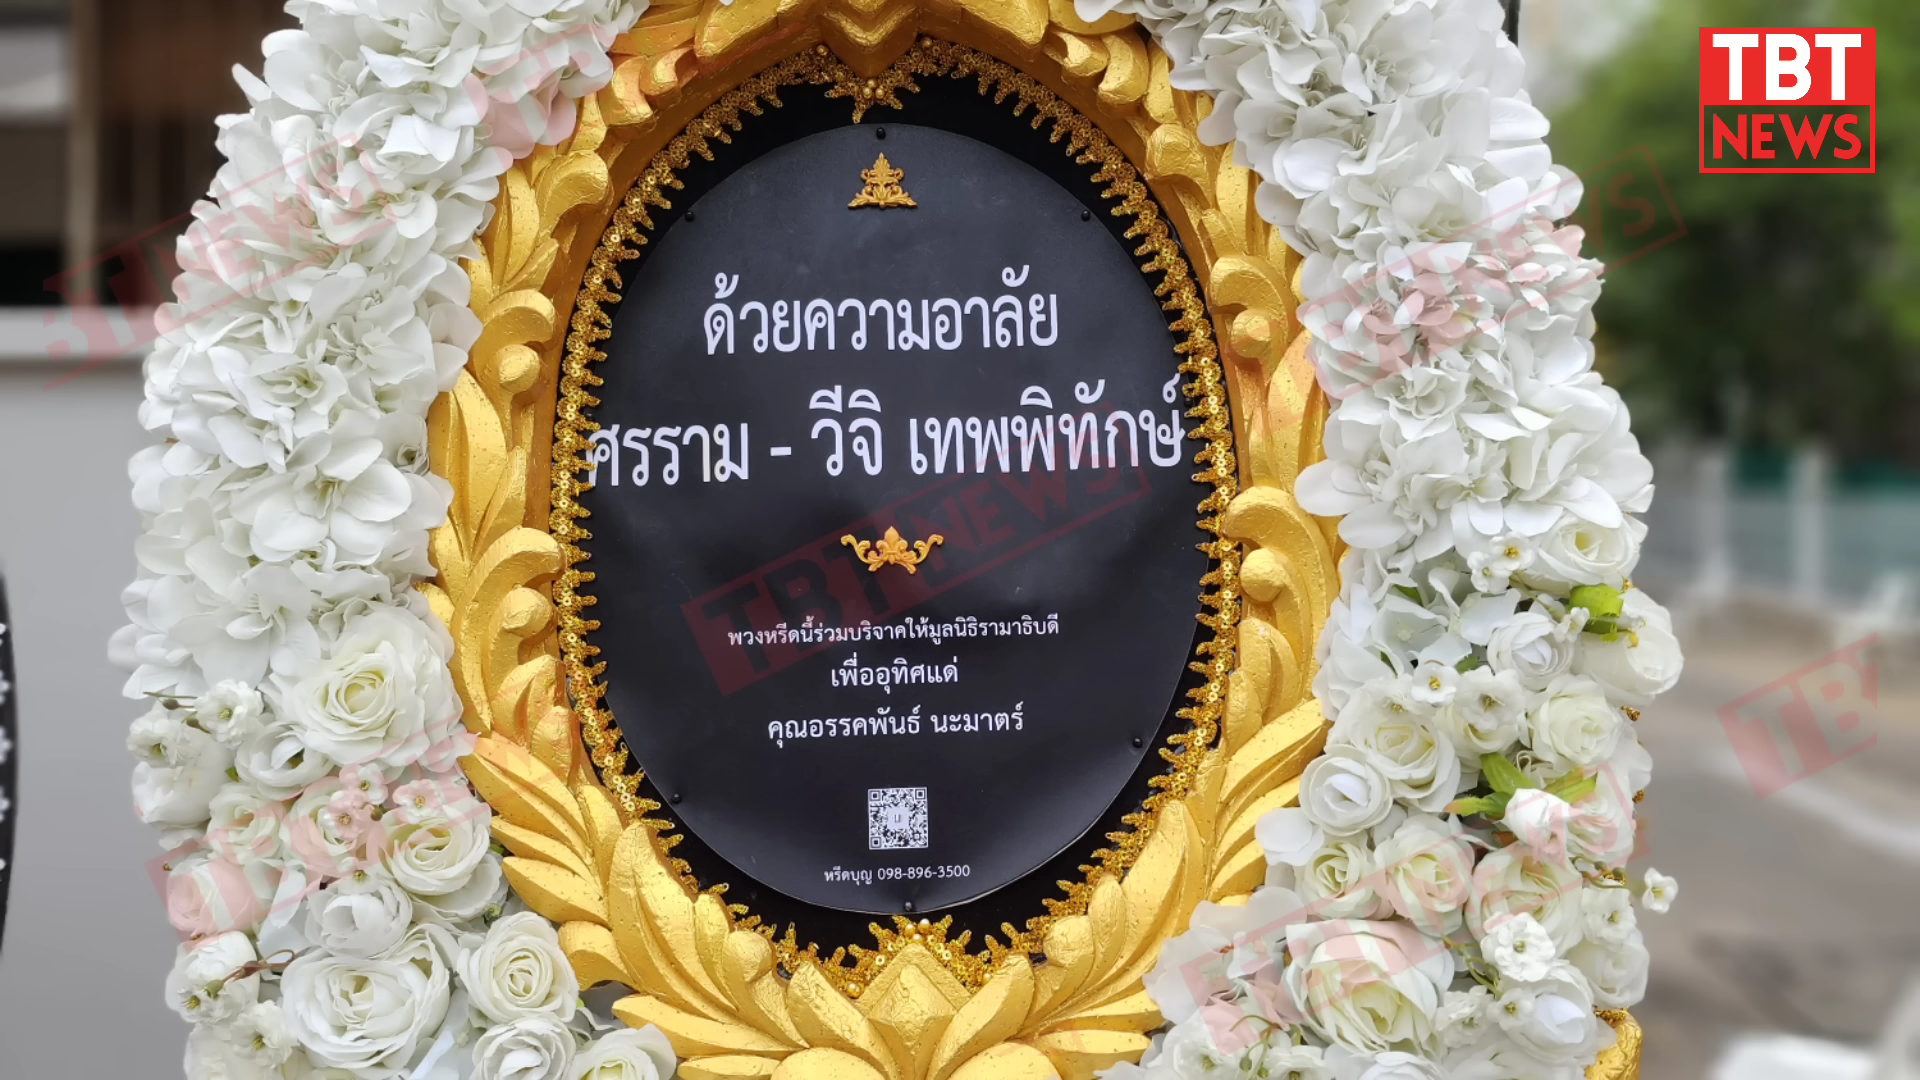 TBT
NEWS
ด้วยความอาลัย
ศรราม - วีจิ เทพพิทักษ์
พวงหรีดนี้ร่วมบริจาคให้มูลนิธิรามาธิบดี
เพื่ออุทิศแด่
คุณอรรคพันธ์ นะมาตร์
หรีดบุญ 098-896-3500
TBT NEWS